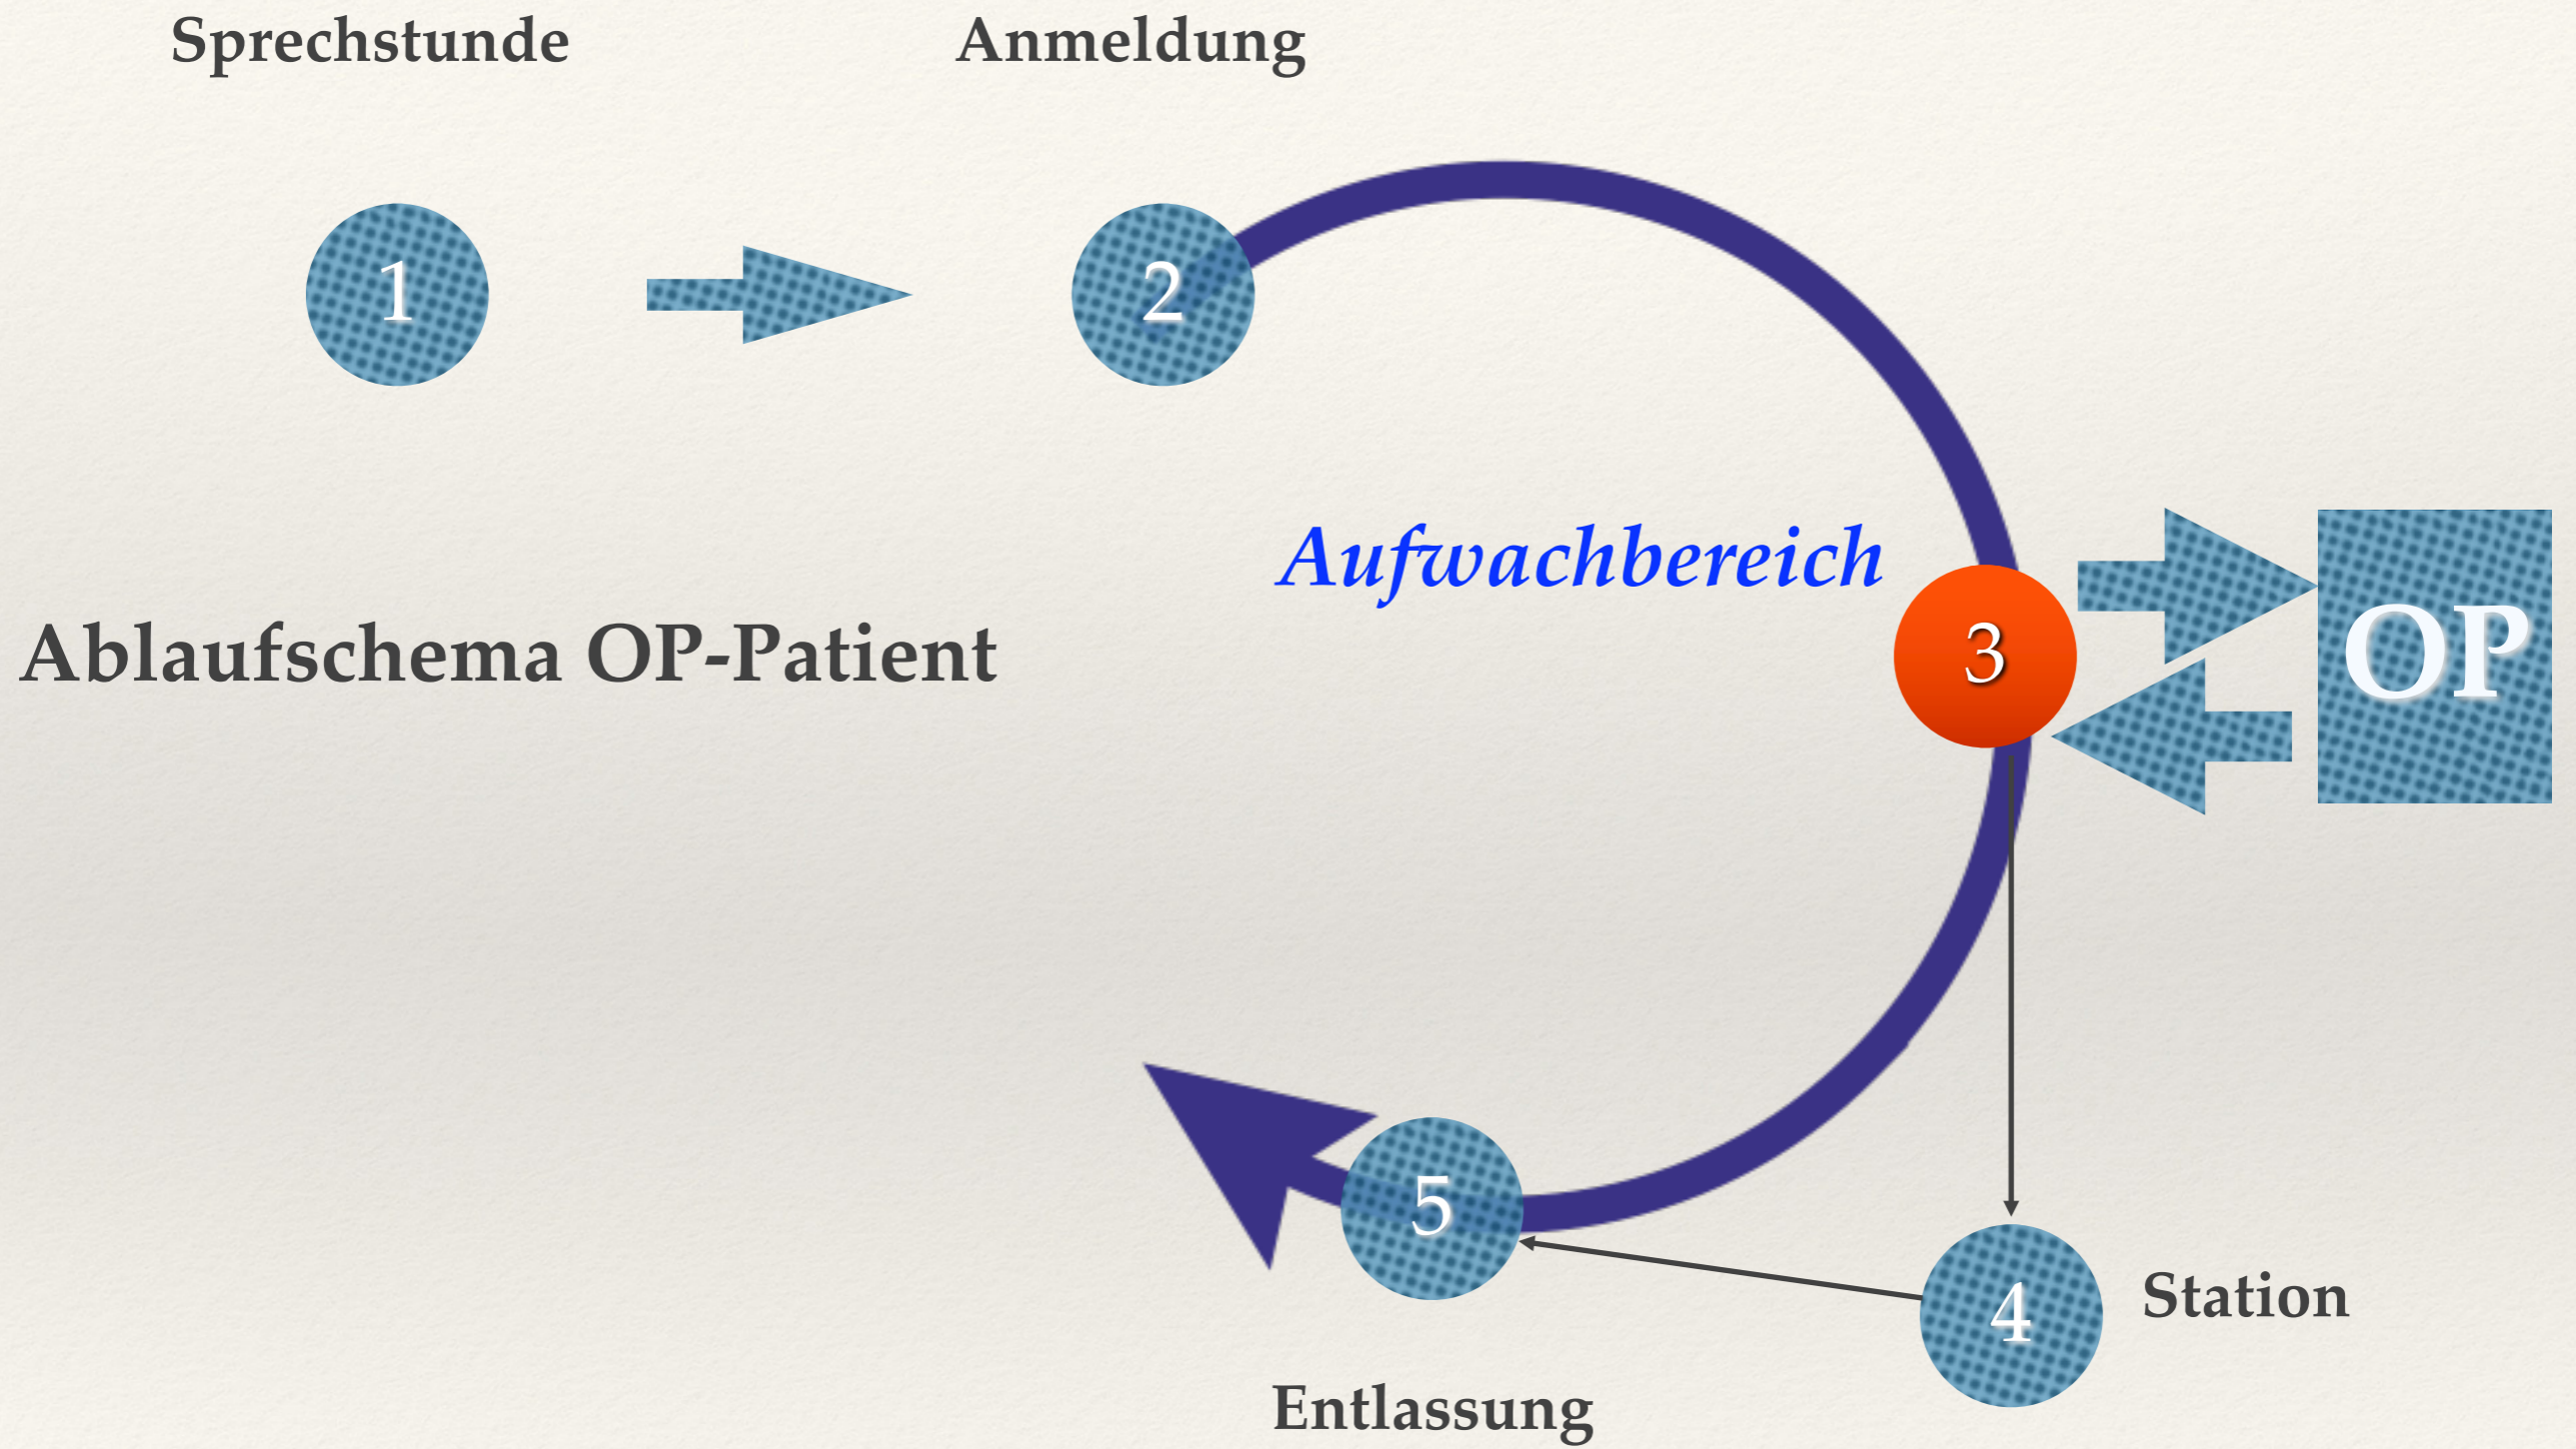 Sprechstunde
Anmeldung
1
2
Aufwachbereich
Ablaufschema OP-Patient
3
OP
5
4
Station
Entlassung